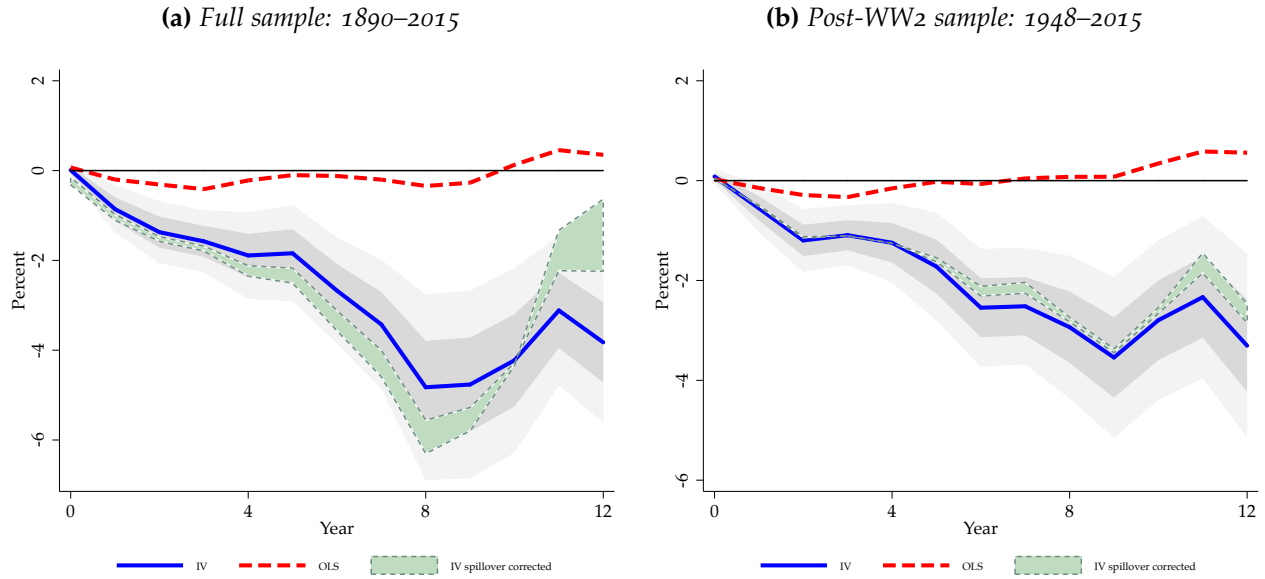 (a) Full sample: 1890–2015
2
0
-2
-4
-6
Percent
0 4 8 12
Year
IV OLS IV spillover corrected
(b) Post-WW2 sample: 1948–2015
2
0
-2
-4
-6
Percent
0 4 8 12
Year
IV OLS IV spillover corrected